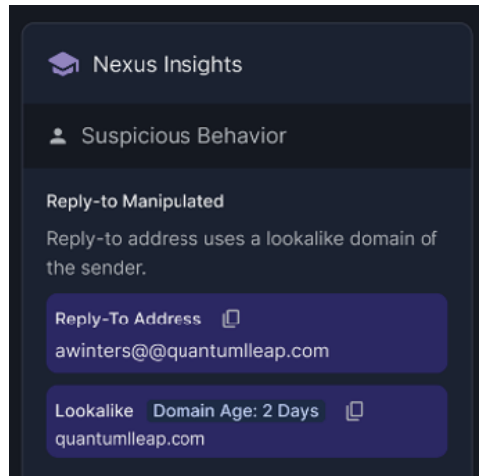 Nexus Insights
Suspicious Behavior
Reply-to Manipulated
Reply-to address uses a lookalike domain of
the sender.
Reply-To Address
awinters@@quantumlleap.com
Lookalike Domain Age: 2 Days
quantumlleap.com